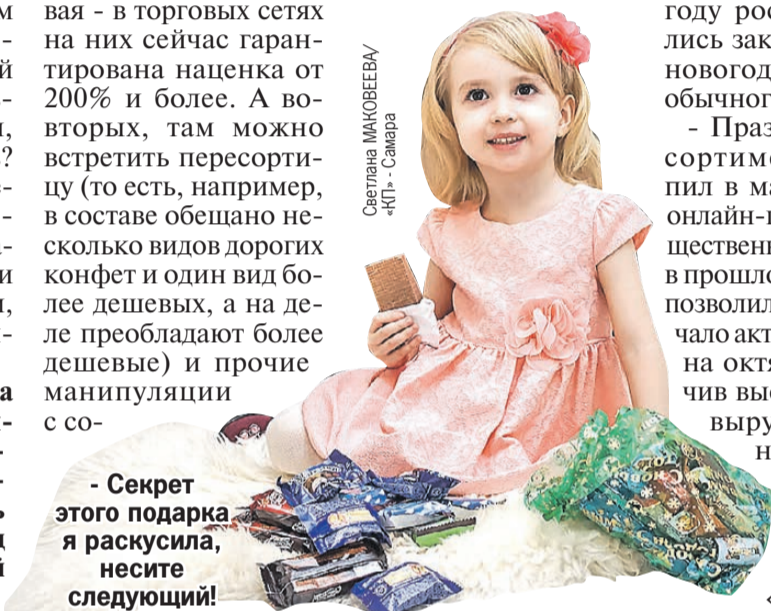 вая - в торговых сетях
на них сейчас гаран-
тирована наценка от
200% и более. А во-
вторых, там можно
встретить пересорти-
цу (то есть, например,
в составе обещано не-
сколько видов дорогих
конфет и один вид бо-
лее дешевых, а на де-
ле преобладают более
дешевые) и прочие
манипуляции
с со-
Светлана МАКОВЕЕВА/
«КП» - Самара
- Секрет
этого подарка
я раскусила,
несите
следующий!
году рос
лись зак
новогод
обычног
- Праз
сортиме
пил в ма
онлайн-
ществен
в прошло
позволил
чало акт
на октя
чив выс
выру